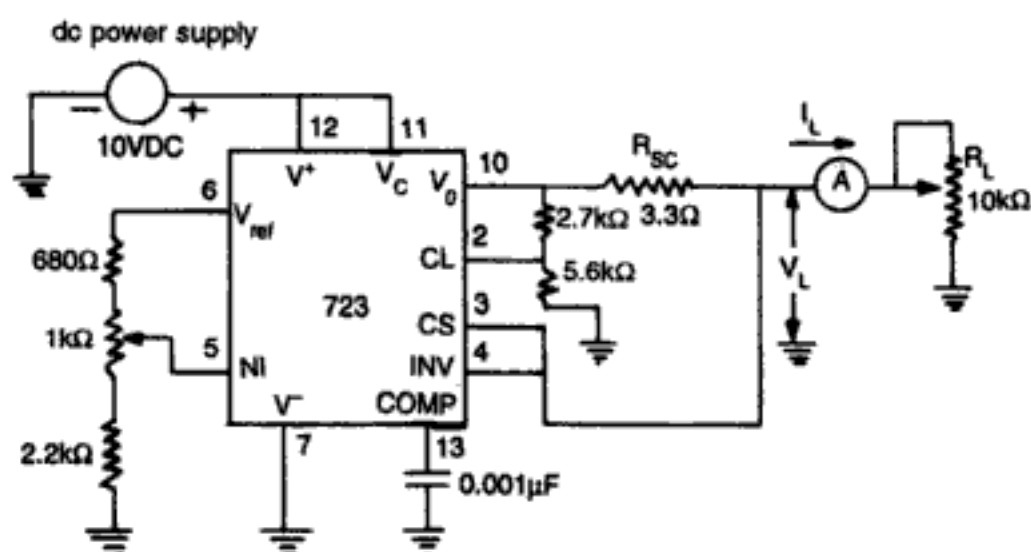 dc power supply
− +
10VDC
12 11
V+ VC
6 Vref
10 V0
RSC
3.3Ω
IL
A
RL
10kΩ
2.7kΩ
2 CL
5.6kΩ
VL
680Ω
723
3 CS
1kΩ
5 NI
4 INV
V− COMP
7 13
2.2kΩ
0.001μF